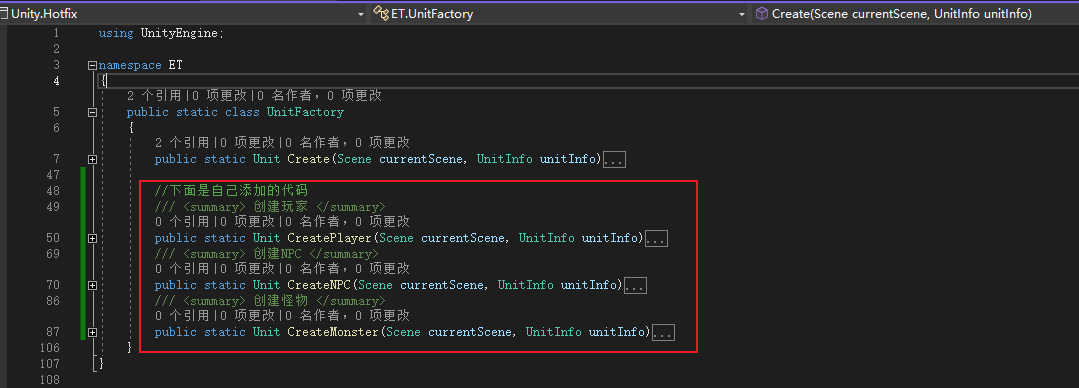 Unity.Hotfix ET.UnitFactory Create(Scene currentScene, UnitInfo unitInfo)
1 using UnityEngine;
2
3 namespace ET
4 {
2 个引用|0 项更改|0 名作者，0 项更改
5 public static class UnitFactory
6 {
2 个引用|0 项更改|0 名作者，0 项更改
7 public static Unit Create(Scene currentScene, UnitInfo unitInfo)...
47
48 //下面是自己添加的代码
49 /// <summary> 创建玩家 </summary>
0 个引用|0 项更改|0 名作者，0 项更改
50 public static Unit CreatePlayer(Scene currentScene, UnitInfo unitInfo)...
69 /// <summary> 创建NPC </summary>
0 个引用|0 项更改|0 名作者，0 项更改
70 public static Unit CreateNPC(Scene currentScene, UnitInfo unitInfo)...
86 /// <summary> 创建怪物 </summary>
0 个引用|0 项更改|0 名作者，0 项更改
87 public static Unit CreateMonster(Scene currentScene, UnitInfo unitInfo)...
106 }
107 }
108